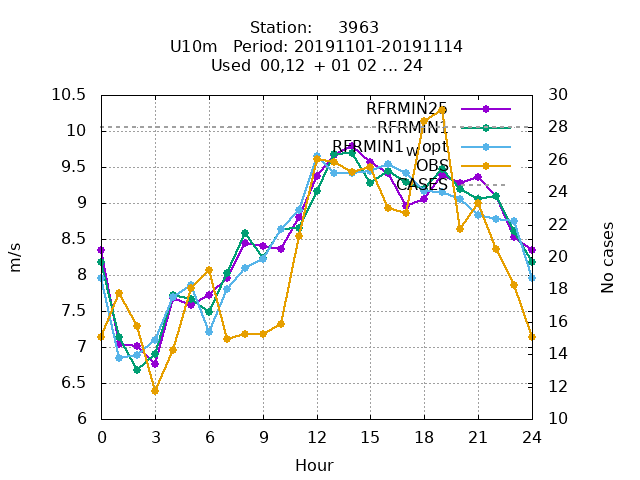 Station: 3963
U10m Period: 20191101-20191114
Used 00,12 + 01 02 ... 24
10.5
10
9.5
9
8.5
8
7.5
7
6.5
6
30
28
26
24
22
20
18
16
14
12
10
RFRMIN25
RFRMIN1
RFRMIN1wopt
OBS
CASES
m/s
No cases
0 3 6 9 12 15 18 21 24
Hour